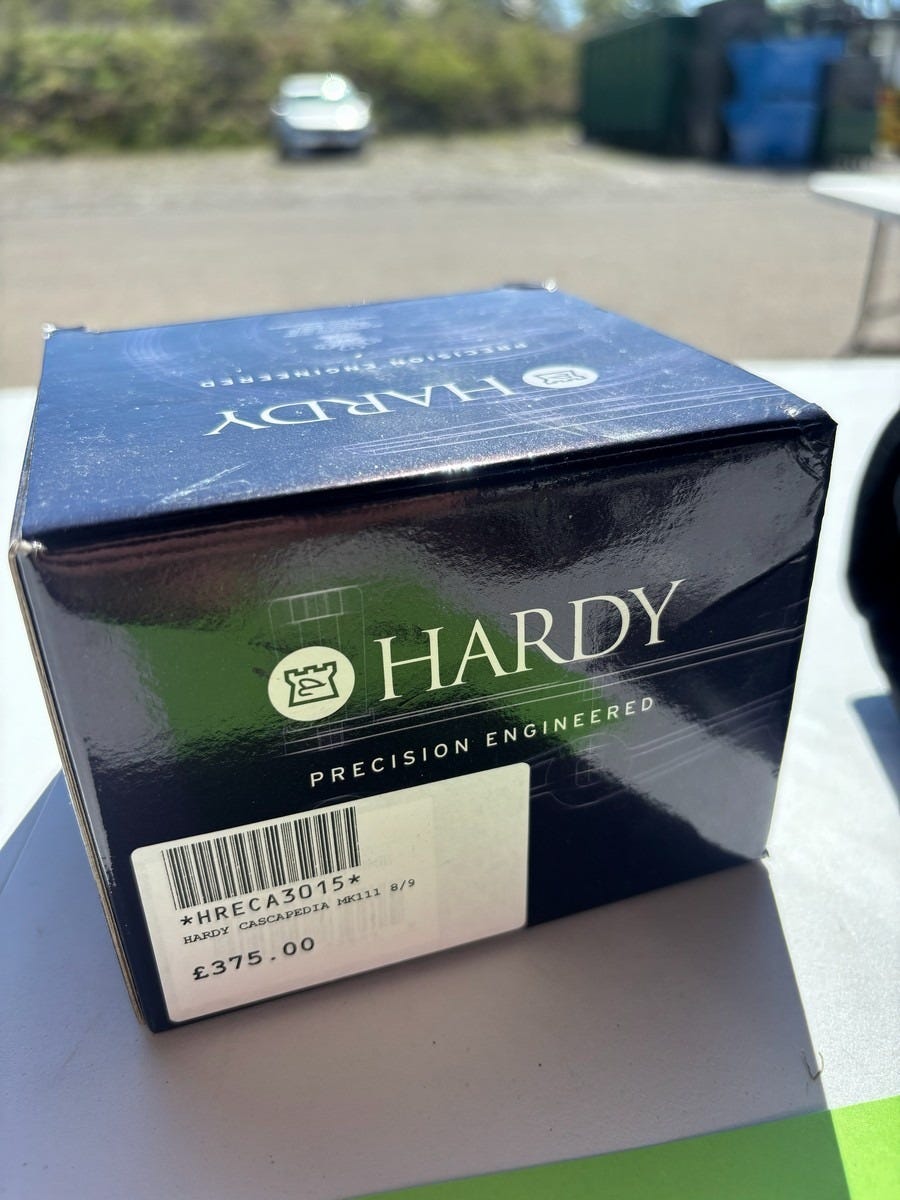 HARDY
PRECISION ENGINEERED
HARDY
PRECISION ENGINEERED
*HRECA3015*
HARDY CASCAPEDIA MK111 8/9
£375.00